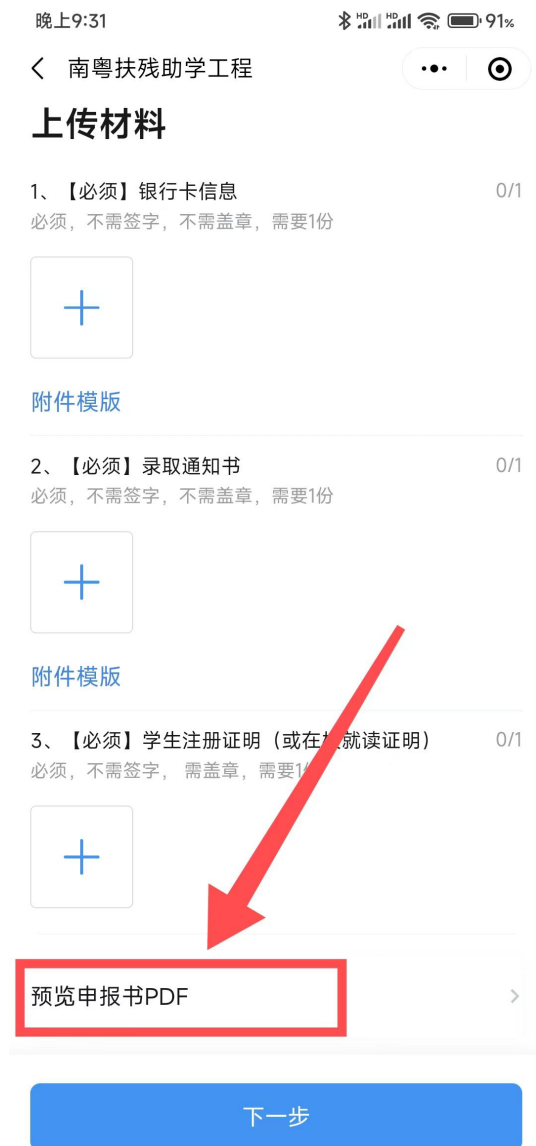 晚上9:31
HD HD 91%
南粤扶残助学工程
上传材料
1、【必须】银行卡信息 0/1
必须，不需签字，不需盖章，需要1份
附件模版
2、【必须】录取通知书 0/1
必须，不需签字，不需盖章，需要1份
附件模版
3、【必须】学生注册证明（或在校就读证明） 0/1
必须，不需签字， 需盖章，需要1份
预览申报书PDF
下一步